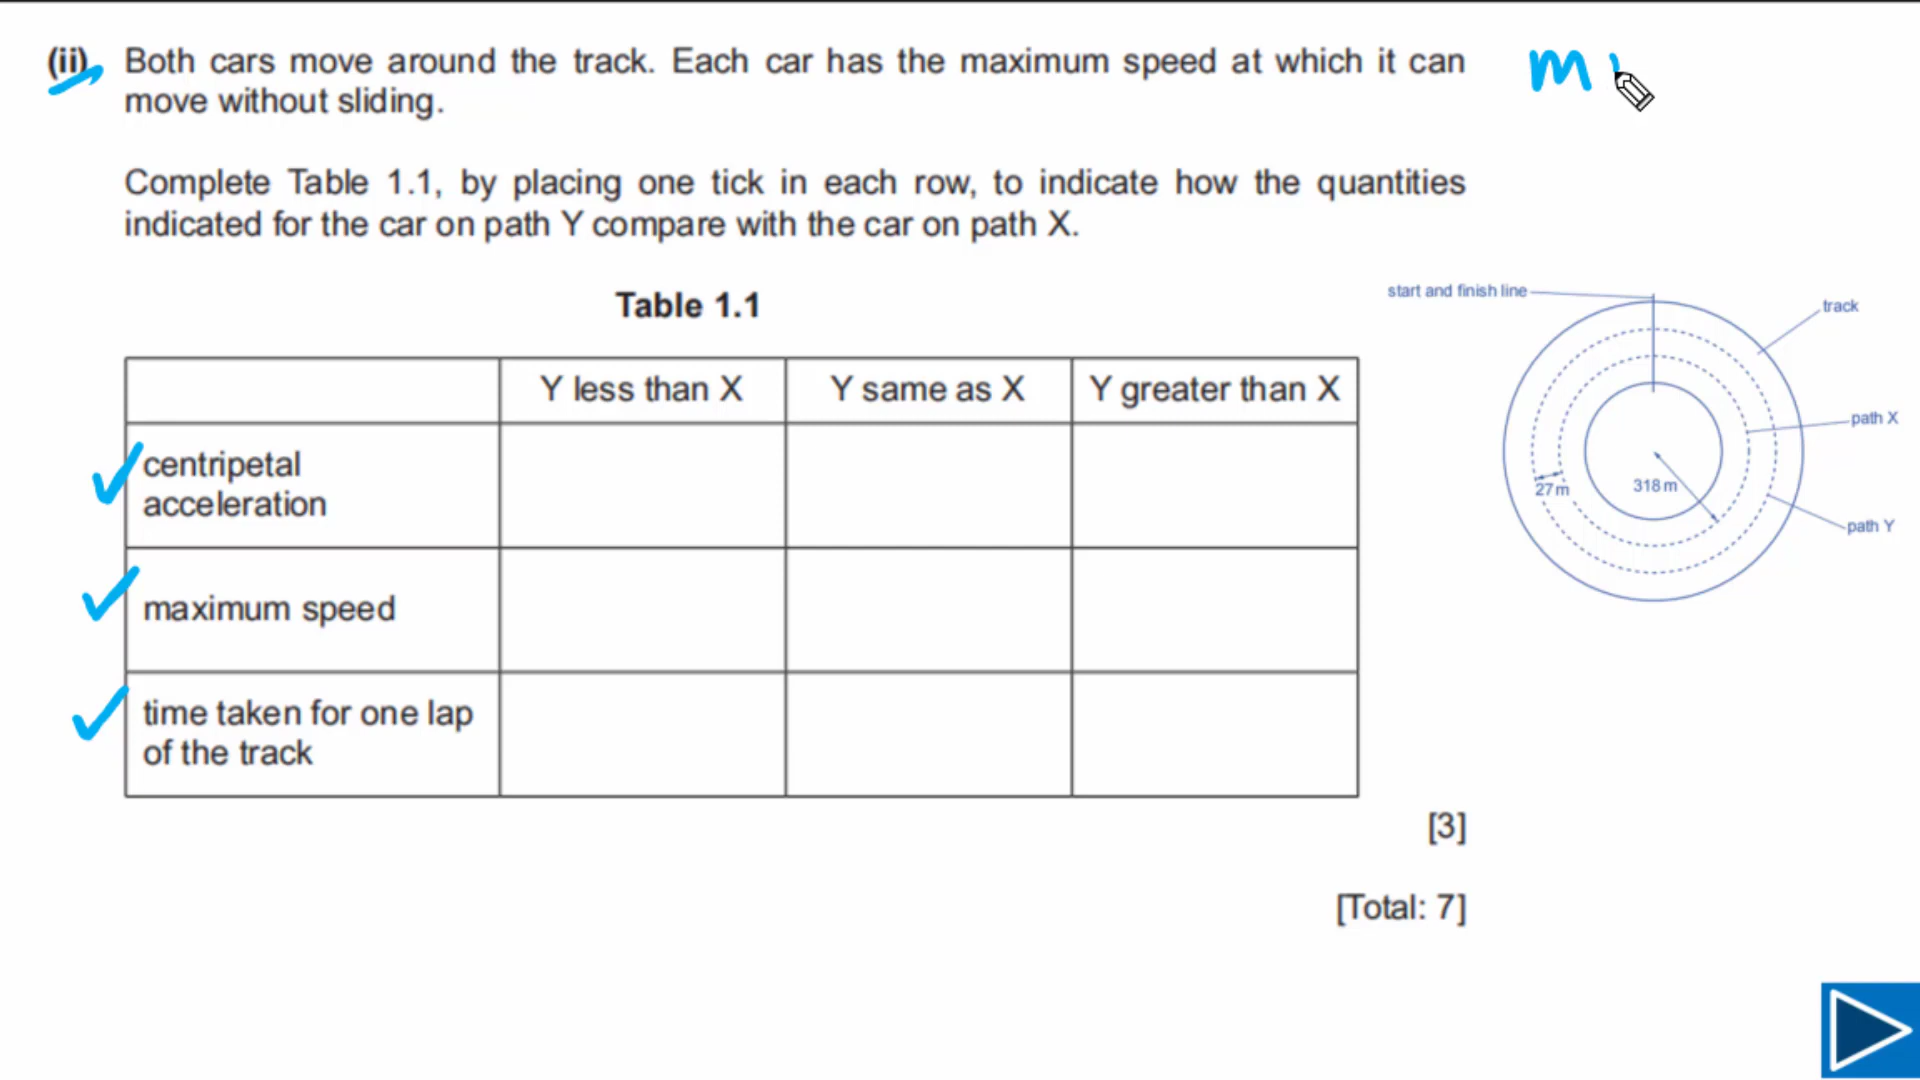 (ii) Both cars move around the track. Each car has the maximum speed at which it can
move without sliding.
m
Complete Table 1.1, by placing one tick in each row, to indicate how the quantities
indicated for the car on path Y compare with the car on path X.
Table 1.1
Y less than X Y same as X Y greater than X
centripetal
acceleration
maximum speed
time taken for one lap
of the track
start and finish line
track
path X
318 m
27 m
path Y
[3]
[Total: 7]